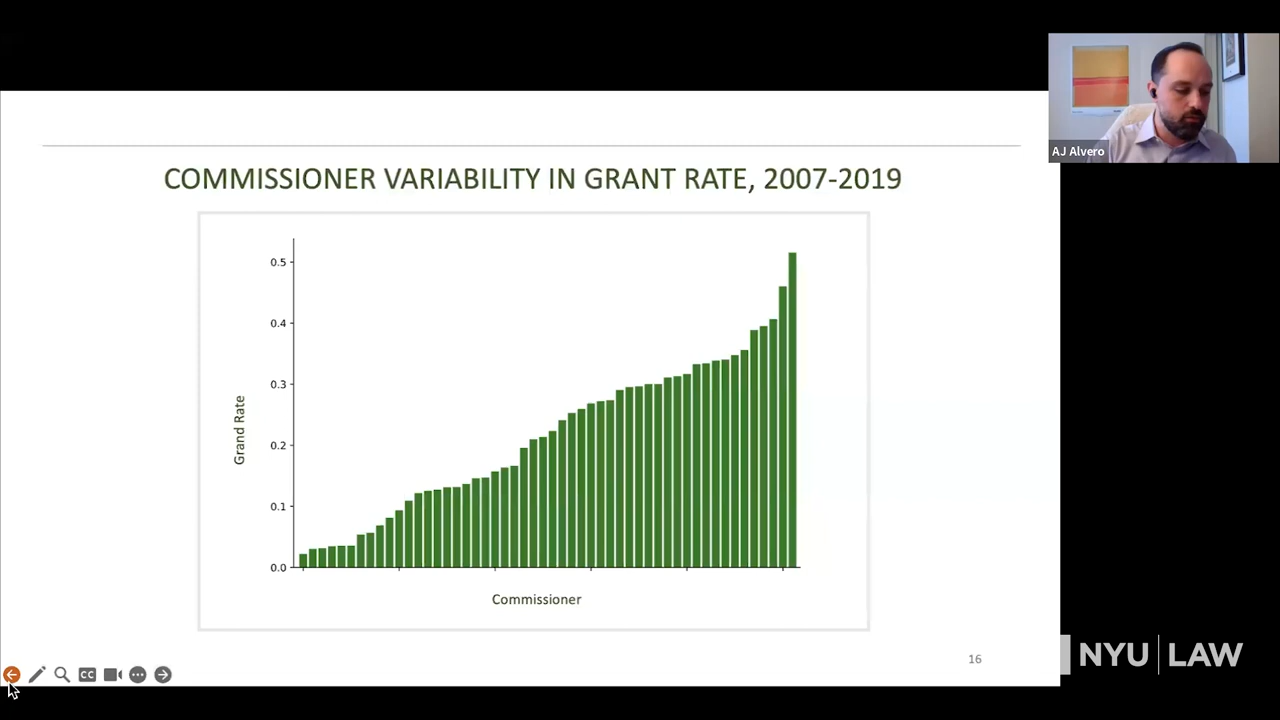 AJ Alvero
COMMISSIONER VARIABILITY IN GRANT RATE, 2007-2019
0.5
0.4
0.3
0.2
0.1
0.0
Grand Rate
Commissioner
16
CC
NYU LAW